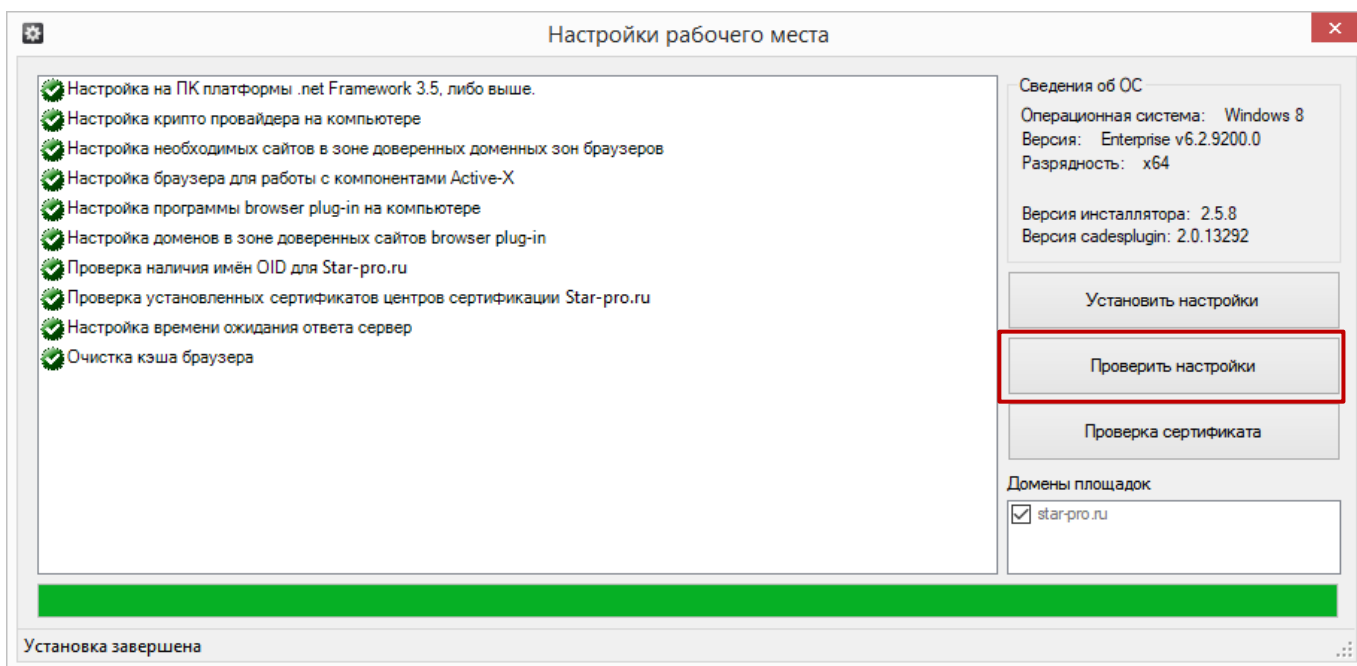 Настройки рабочего места
Настройка на ПК платформы .net Framework 3.5, либо выше.
Настройка крипто провайдера на компьютере
Настройка необходимых сайтов в зоне доверенных доменных зон браузеров
Настройка браузера для работы с компонентами Active-X
Настройка программы browser plug-in на компьютере
Настройка доменов в зоне доверенных сайтов browser plug-in
Проверка наличия имён OID для Star-pro.ru
Проверка установленных сертификатов центров сертификации Star-pro.ru
Настройка времени ожидания ответа сервер
Очистка кэша браузера
Сведения об ОС
Операционная система: Windows 8
Версия: Enterprise v6.2.9200.0
Разрядность: x64
Версия инсталлятора: 2.5.8
Версия cadesplugin: 2.0.13292
Установить настройки
Проверить настройки
Проверка сертификата
Домены площадок
star-pro.ru
Установка завершена